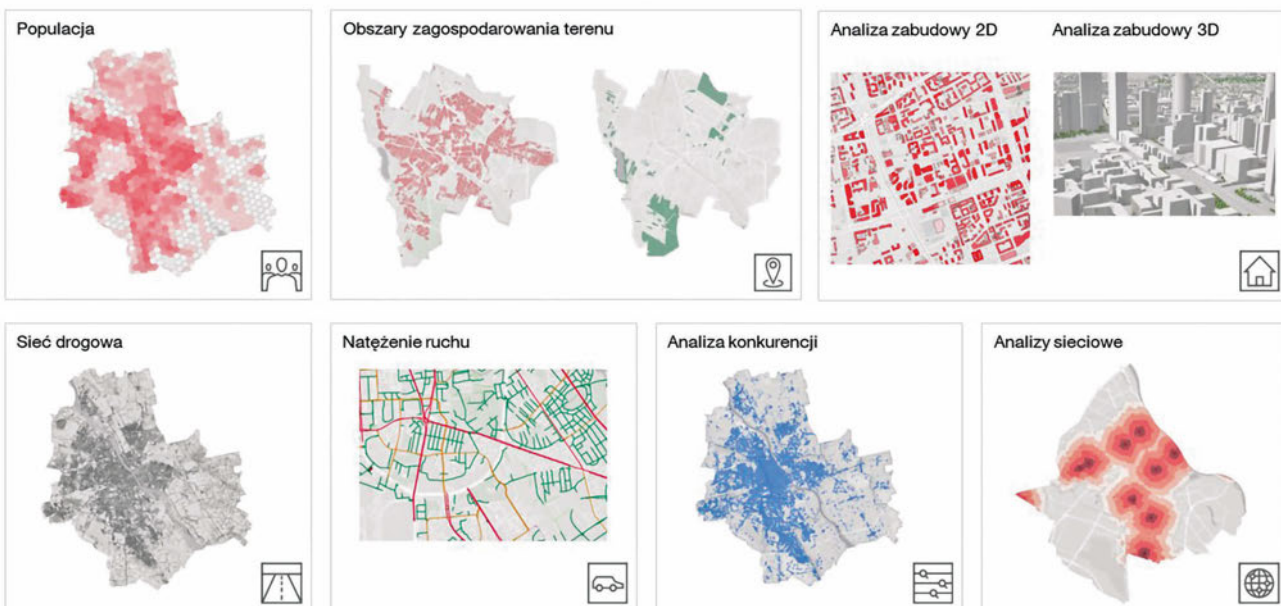 Populacja
Obszary zagospodarowania terenu
Analiza zabudowy 2D
Analiza zabudowy 3D
Sieć drogowa
Natężenie ruchu
Analiza konkurencji
Analizy sieciowe